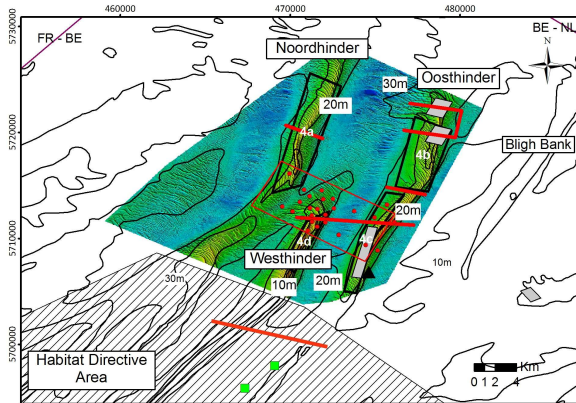 460000 470000 480000
5730000
FR - BE
BE - NL
N
Noordhinder
Oosthinder
30m
20m
4a
5720000
4b
Bligh Bank
20m
5710000
4d
4c
Westhinder
10m
30m
10m
20m
5700000
Habitat Directive
Area
Km
0 1 2 4